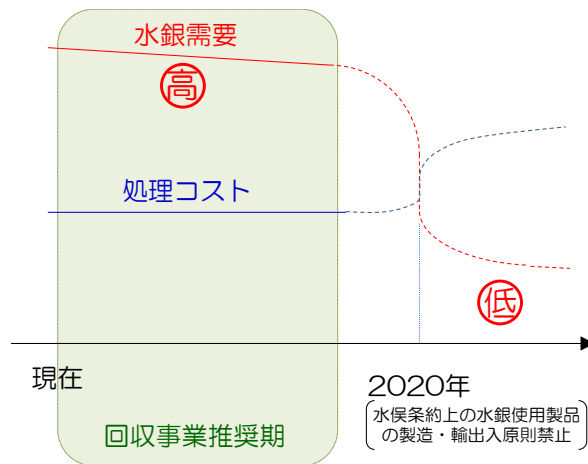 水銀需要
高
処理コスト
低
現在
2020年
水俣条約上の水銀使用製品
の製造・輸出入原則禁止
回収事業推奨期